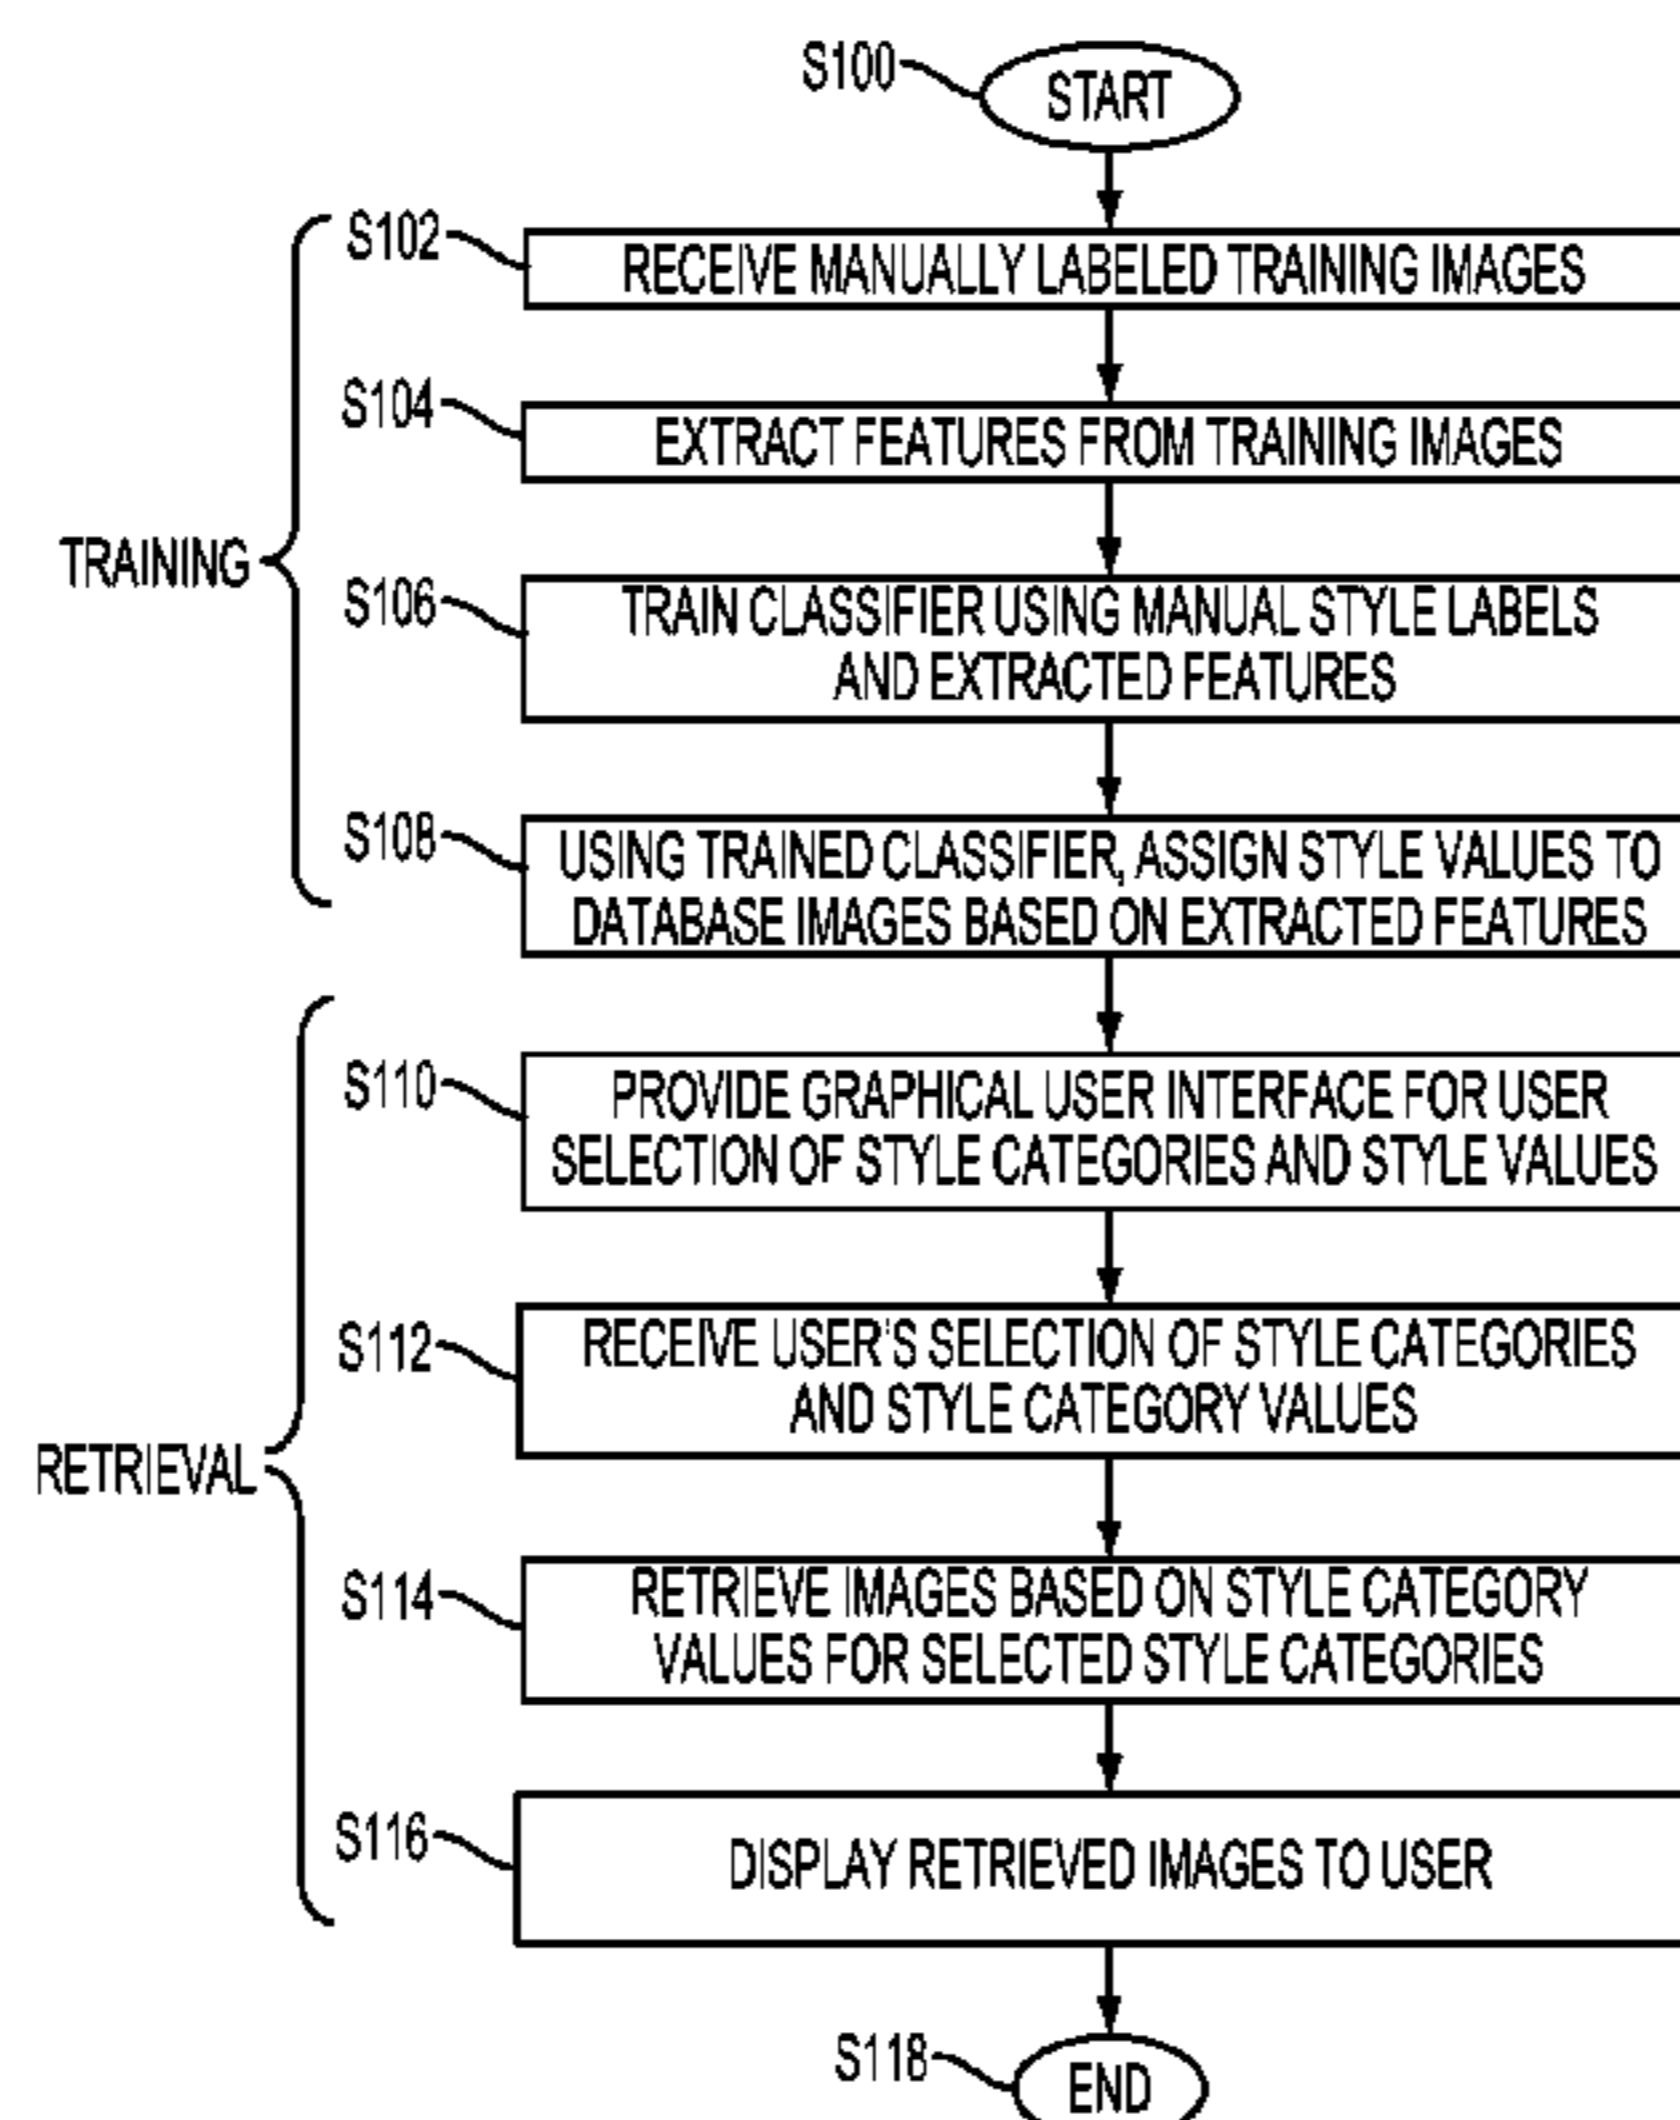 S100
START
S102
RECEIVE MANUALLY LABELED TRAINING IMAGES
S104
EXTRACT FEATURES FROM TRAINING IMAGES
TRAINING
S106
TRAIN CLASSIFIER USING MANUAL STYLE LABELS
AND EXTRACTED FEATURES
S108
USING TRAINED CLASSIFIER, ASSIGN STYLE VALUES TO
DATABASE IMAGES BASED ON EXTRACTED FEATURES
S110
PROVIDE GRAPHICAL USER INTERFACE FOR USER
SELECTION OF STYLE CATEGORIES AND STYLE VALUES
S112
RECEIVE USER'S SELECTION OF STYLE CATEGORIES
AND STYLE CATEGORY VALUES
RETRIEVAL
S114
RETRIEVE IMAGES BASED ON STYLE CATEGORY
VALUES FOR SELECTED STYLE CATEGORIES
S116
DISPLAY RETRIEVED IMAGES TO USER
S118
END